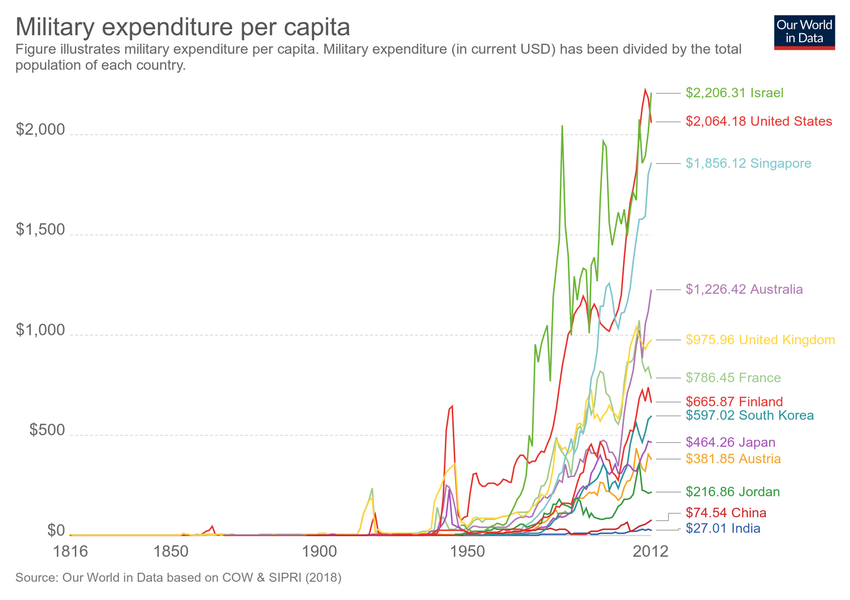 Military expenditure per capita
Our World
in Data
Figure illustrates military expenditure per capita. Military expenditure (in current USD) has been divided by the total
population of each country.
$2,206.31 Israel
$2,064.18 United States
$2,000
$1,856.12 Singapore
$1,500
$1,226.42 Australia
$1,000
$975.96 United Kingdom
$786.45 France
$665.87 Finland
$597.02 South Korea
$500
$464.26 Japan
$381.85 Austria
$216.86 Jordan
$74.54 China
$27.01 India
$0
1816
1850
1900
1950
2012
Source: Our World in Data based on COW & SIPRI (2018)